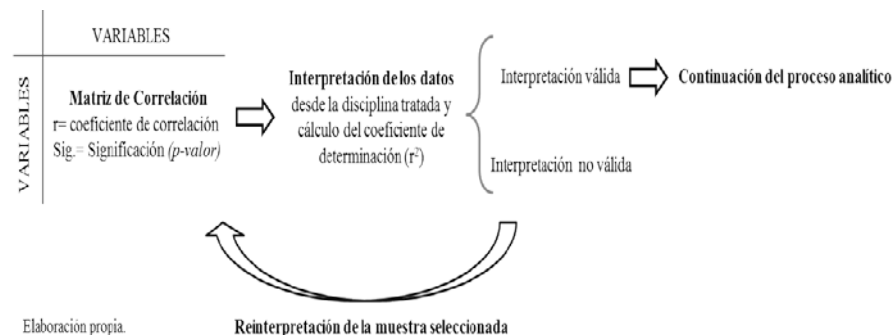 VARIABLES
VARIABLES
Matriz de Correlación
r= coeficiente de correlación
Sig.= Significación (p-valor)
Interpretación de los datos
desde la disciplina tratada y
cálculo del coeficiente de
determinación (r²)
Interpretación válida
Continuación del proceso analítico
Interpretación no válida
Elaboración propia.
Reinterpretación de la muestra seleccionada